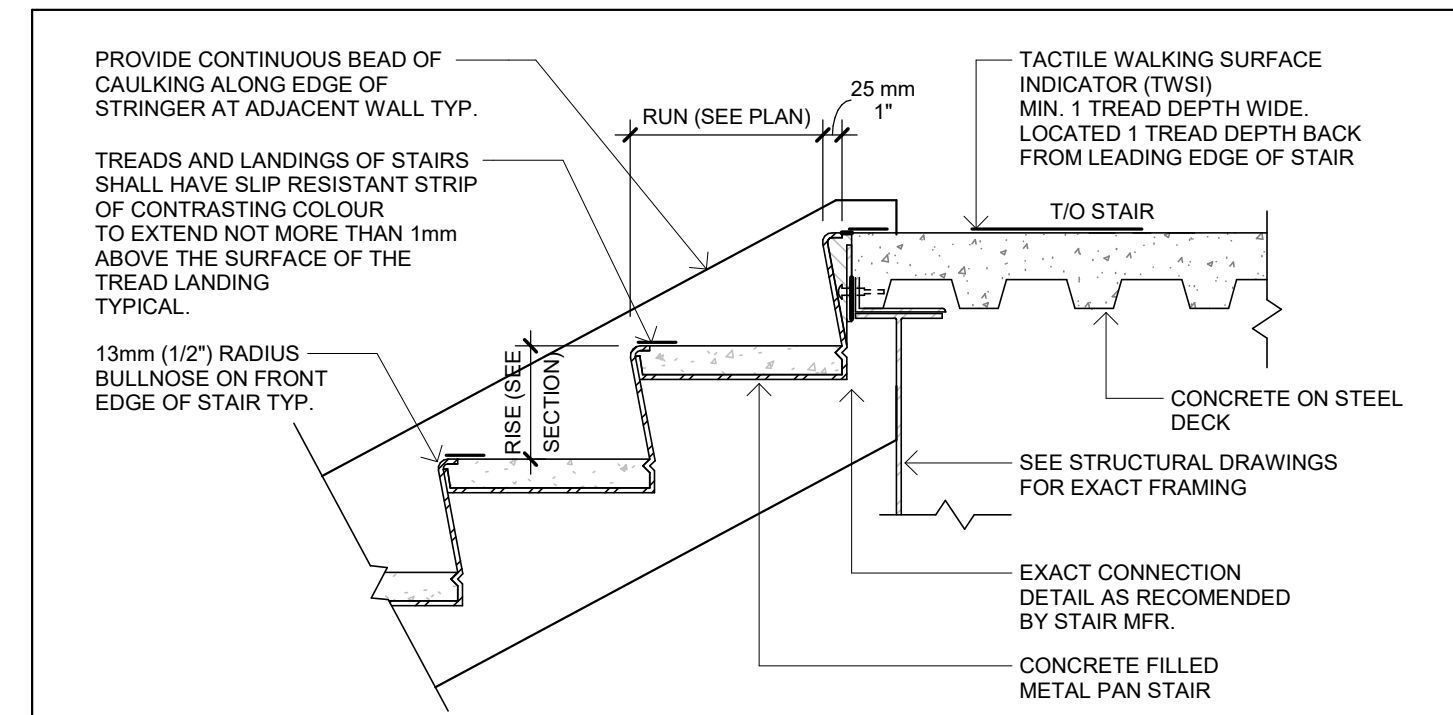 PROVIDE CONTINUOUS BEAD OF
CAULKING ALONG EDGE OF
STRINGER AT ADJACENT WALL TYP.
TREADS AND LANDINGS OF STAIRS
SHALL HAVE SLIP RESISTANT STRIP
OF CONTRASTING COLOUR
TO EXTEND NOT MORE THAN 1mm
ABOVE THE SURFACE OF THE
TREAD LANDING
TYPICAL.
13mm (1/2") RADIUS
BULLNOSE ON FRONT
EDGE OF STAIR TYP.
RUN (SEE PLAN)
25 mm
1"
RISE (SEE
SECTION)
TACTILE WALKING SURFACE
INDICATOR (TWSI)
MIN. 1 TREAD DEPTH WIDE.
LOCATED 1 TREAD DEPTH BACK
FROM LEADING EDGE OF STAIR
T/O STAIR
CONCRETE ON STEEL
DECK
SEE STRUCTURAL DRAWINGS
FOR EXACT FRAMING
EXACT CONNECTION
DETAIL AS RECOMENDED
BY STAIR MFR.
CONCRETE FILLED
METAL PAN STAIR